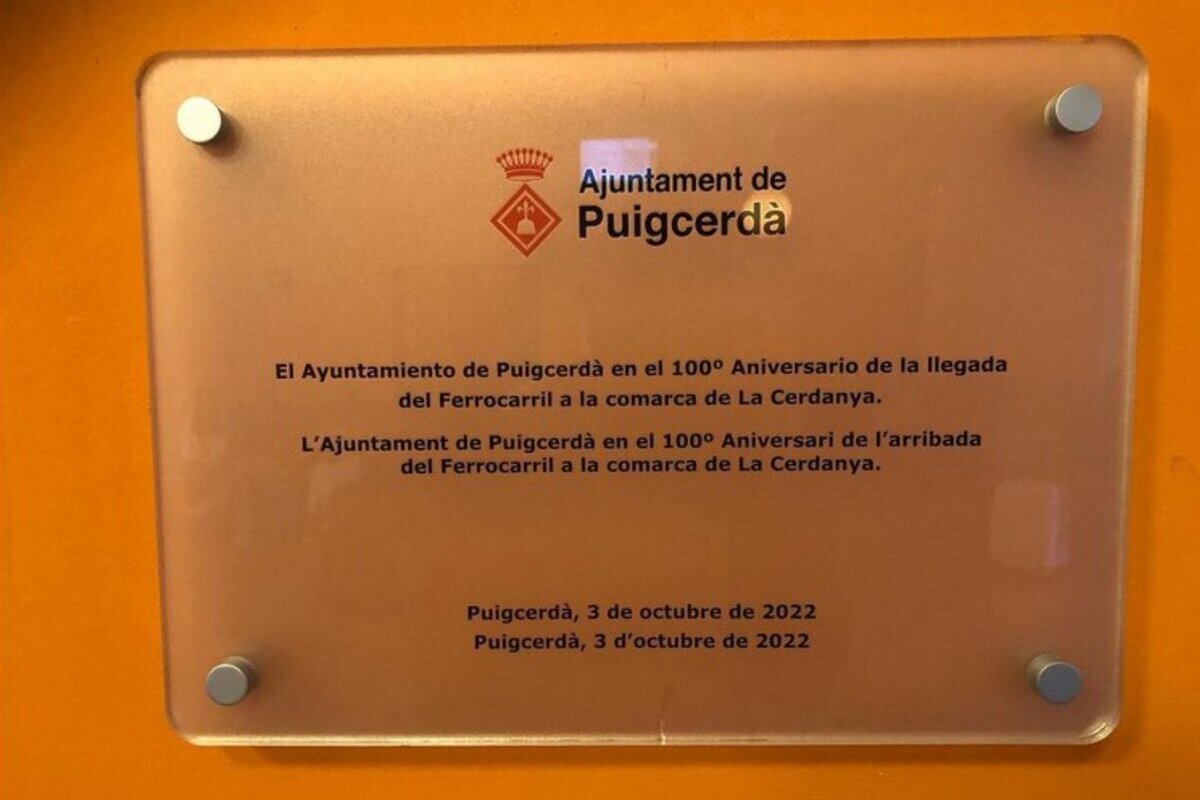 Ajuntament de
Puigcerdà
El Ayuntamiento de Puigcerdà en el 100º Aniversario de la llegada
del Ferrocarril a la comarca de La Cerdanya.
L’Ajuntament de Puigcerdà en el 100º Aniversari de l’arribada
del Ferrocarril a la comarca de La Cerdanya.
Puigcerdà, 3 de octubre de 2022
Puigcerdà, 3 d’octubre de 2022